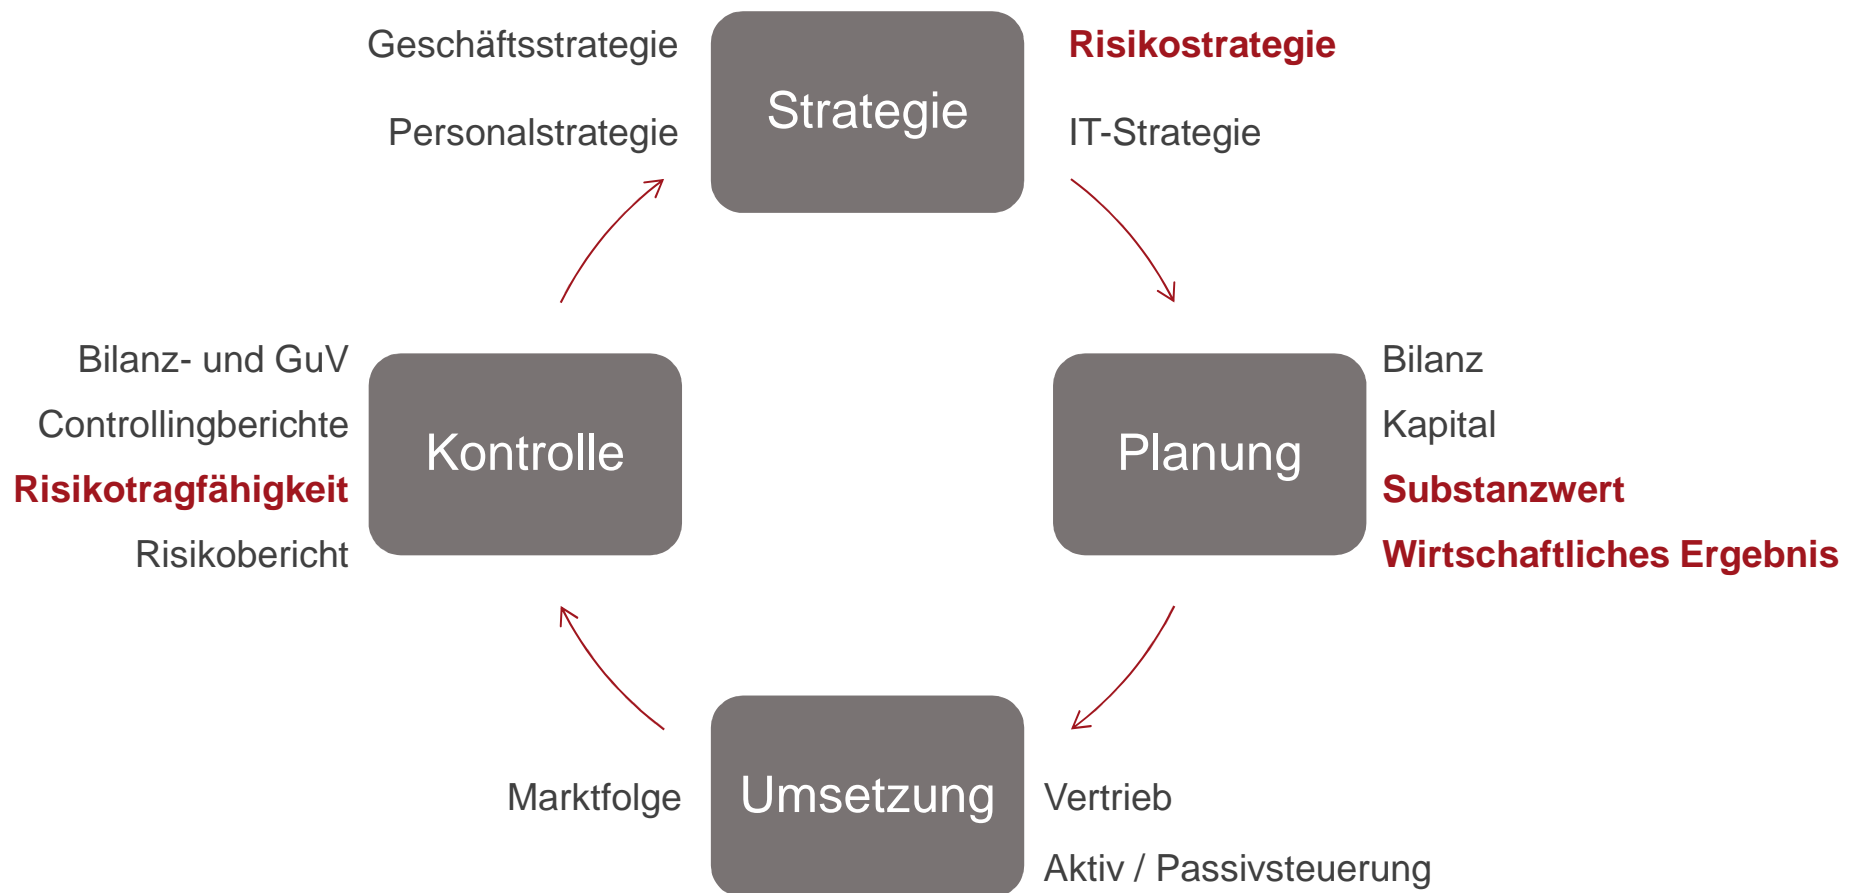 Geschäftsstrategie
Personalstrategie
Strategie
Risikostrategie
IT-Strategie
Bilanz- und GuV
Controllingberichte
Risikotragfähigkeit
Risikobericht
Kontrolle
Planung
Bilanz
Kapital
Substanzwert
Wirtschaftliches Ergebnis
Marktfolge
Umsetzung
Vertrieb
Aktiv / Passivsteuerung